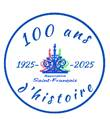 100 ans
1925-
2025
Association
Saint-François
d'histoire